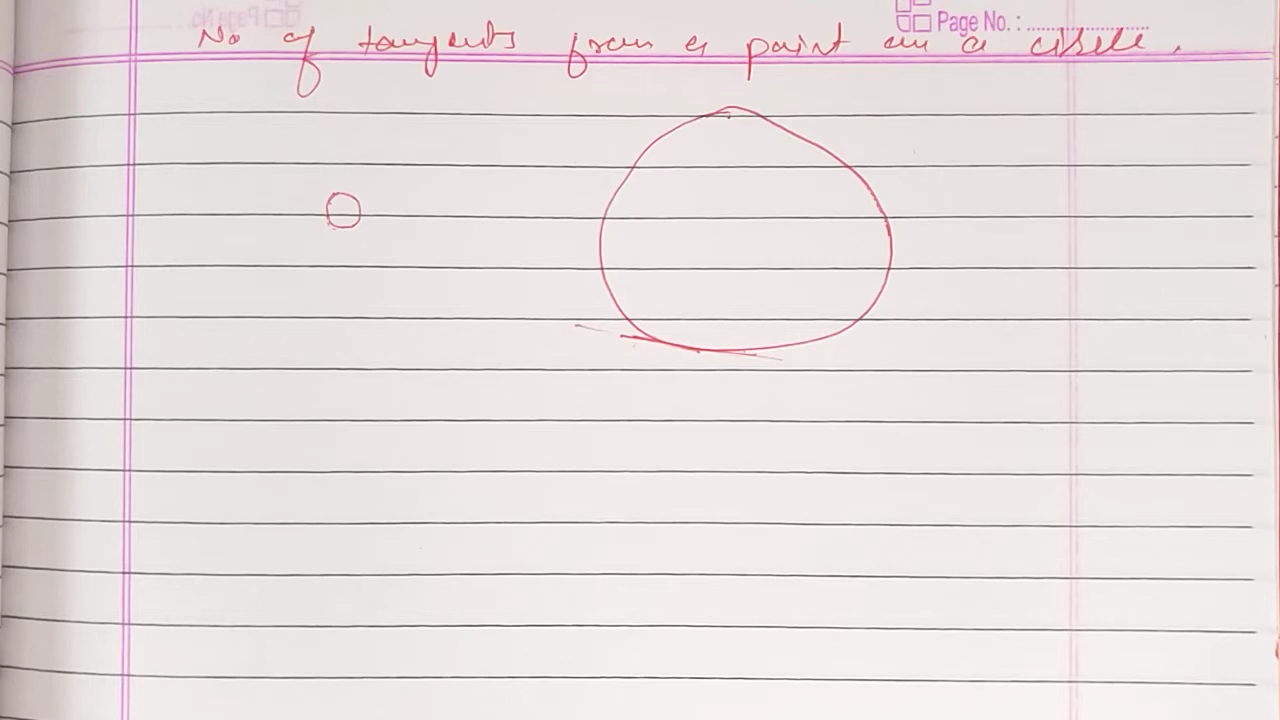 Page No. :
No of tangents from a point on a circle.